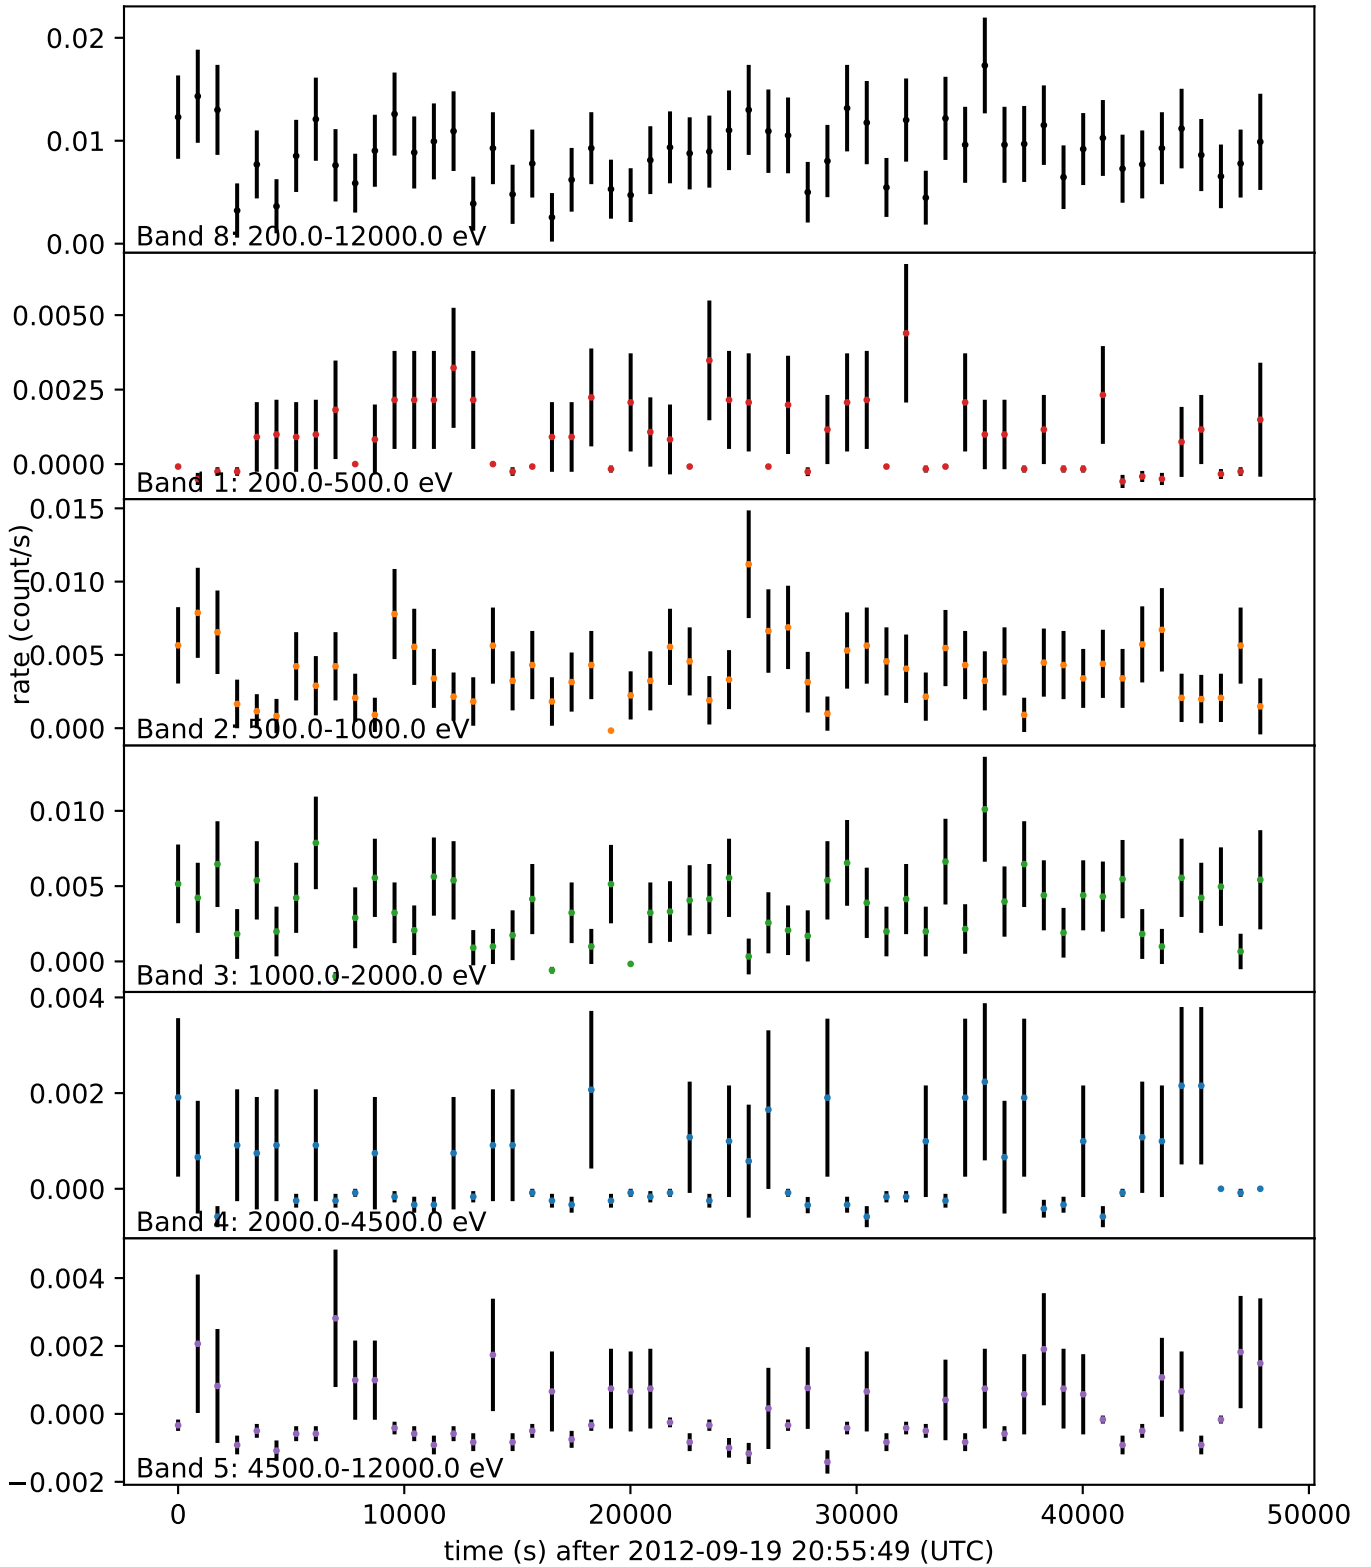 0.02
0.01
0.00
Band 8: 200.0-12000.0 eV
0.0050
0.0025
0.0000
Band 1: 200.0-500.0 eV
rate (count/s)
0.015
0.010
0.005
0.000
Band 2: 500.0-1000.0 eV
0.010
0.005
0.000
Band 3: 1000.0-2000.0 eV
0.004
0.002
0.000
Band 4: 2000.0-4500.0 eV
0.004
0.002
0.000
−0.002
Band 5: 4500.0-12000.0 eV
0 10000 20000 30000 40000 50000
time (s) after 2012-09-19 20:55:49 (UTC)